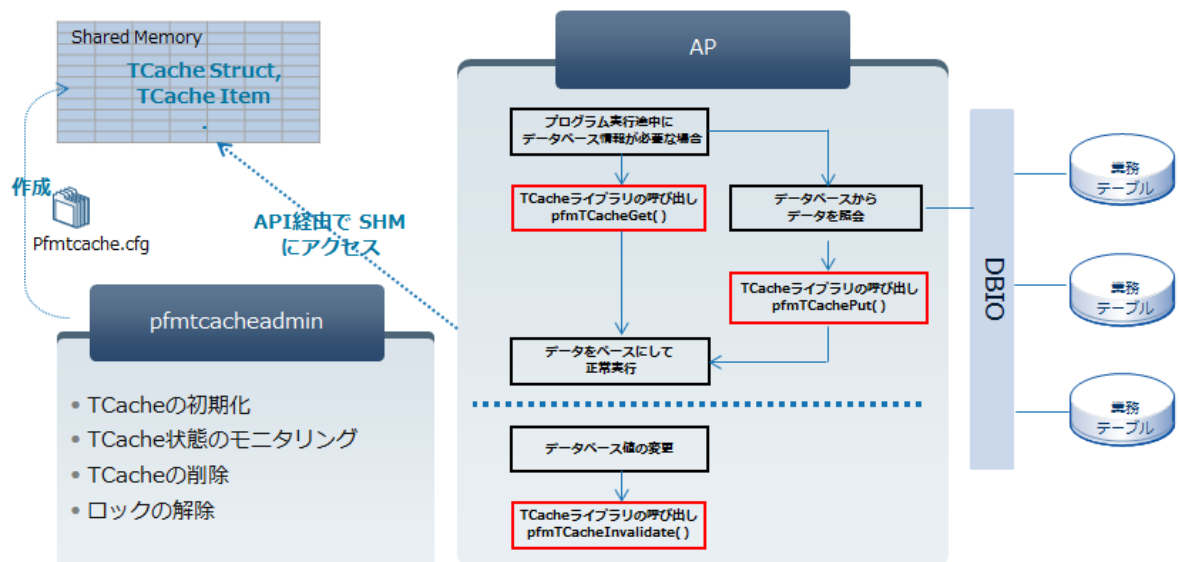 Shared Memory
TCache Struct,
TCache Item
.
作成
Pfmtcache.cfg
API経由で SHM
にアクセス
pfmtcacheadmin
• TCacheの初期化
• TCache状態のモニタリング
• TCacheの削除
• ロックの解除
AP
プログラム実行途中に
データベース情報が必要な場合
TCacheライブラリの呼び出し
pfmTCacheGet( )
データベースから
データを照会
TCacheライブラリの呼び出し
pfmTCachePut( )
データをベースにして
正常実行
データベース値の変更
TCacheライブラリの呼び出し
pfmTCacheInvalidate( )
DBIO
業務
テーブル
業務
テーブル
業務
テーブル